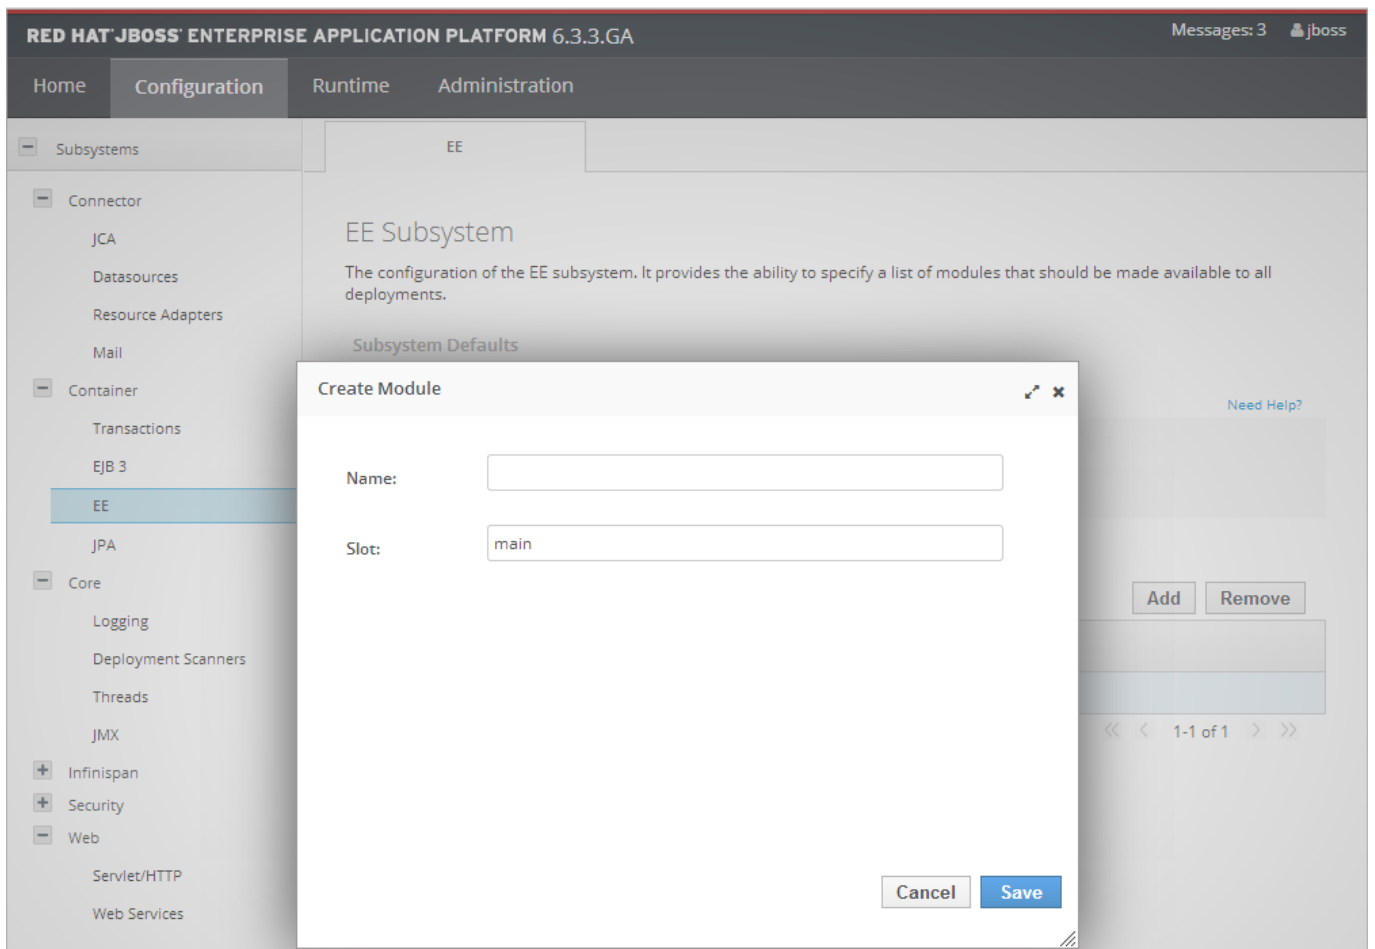 RED HAT JBOSS ENTERPRISE APPLICATION PLATFORM 6.3.3.GA
Messages: 3 jboss
Home Configuration Runtime Administration
Subsystems
Connector
JCA
Datasources
Resource Adapters
Mail
Container
Transactions
EJB 3
EE
JPA
Core
Logging
Deployment Scanners
Threads
JMX
Infinispan
Security
Web
Servlet/HTTP
Web Services
EE
EE Subsystem
The configuration of the EE subsystem. It provides the ability to specify a list of modules that should be made available to all
deployments.
Subsystem Defaults
Need Help?
Add Remove
1-1 of 1
Create Module
Name:
Slot: main
Cancel Save